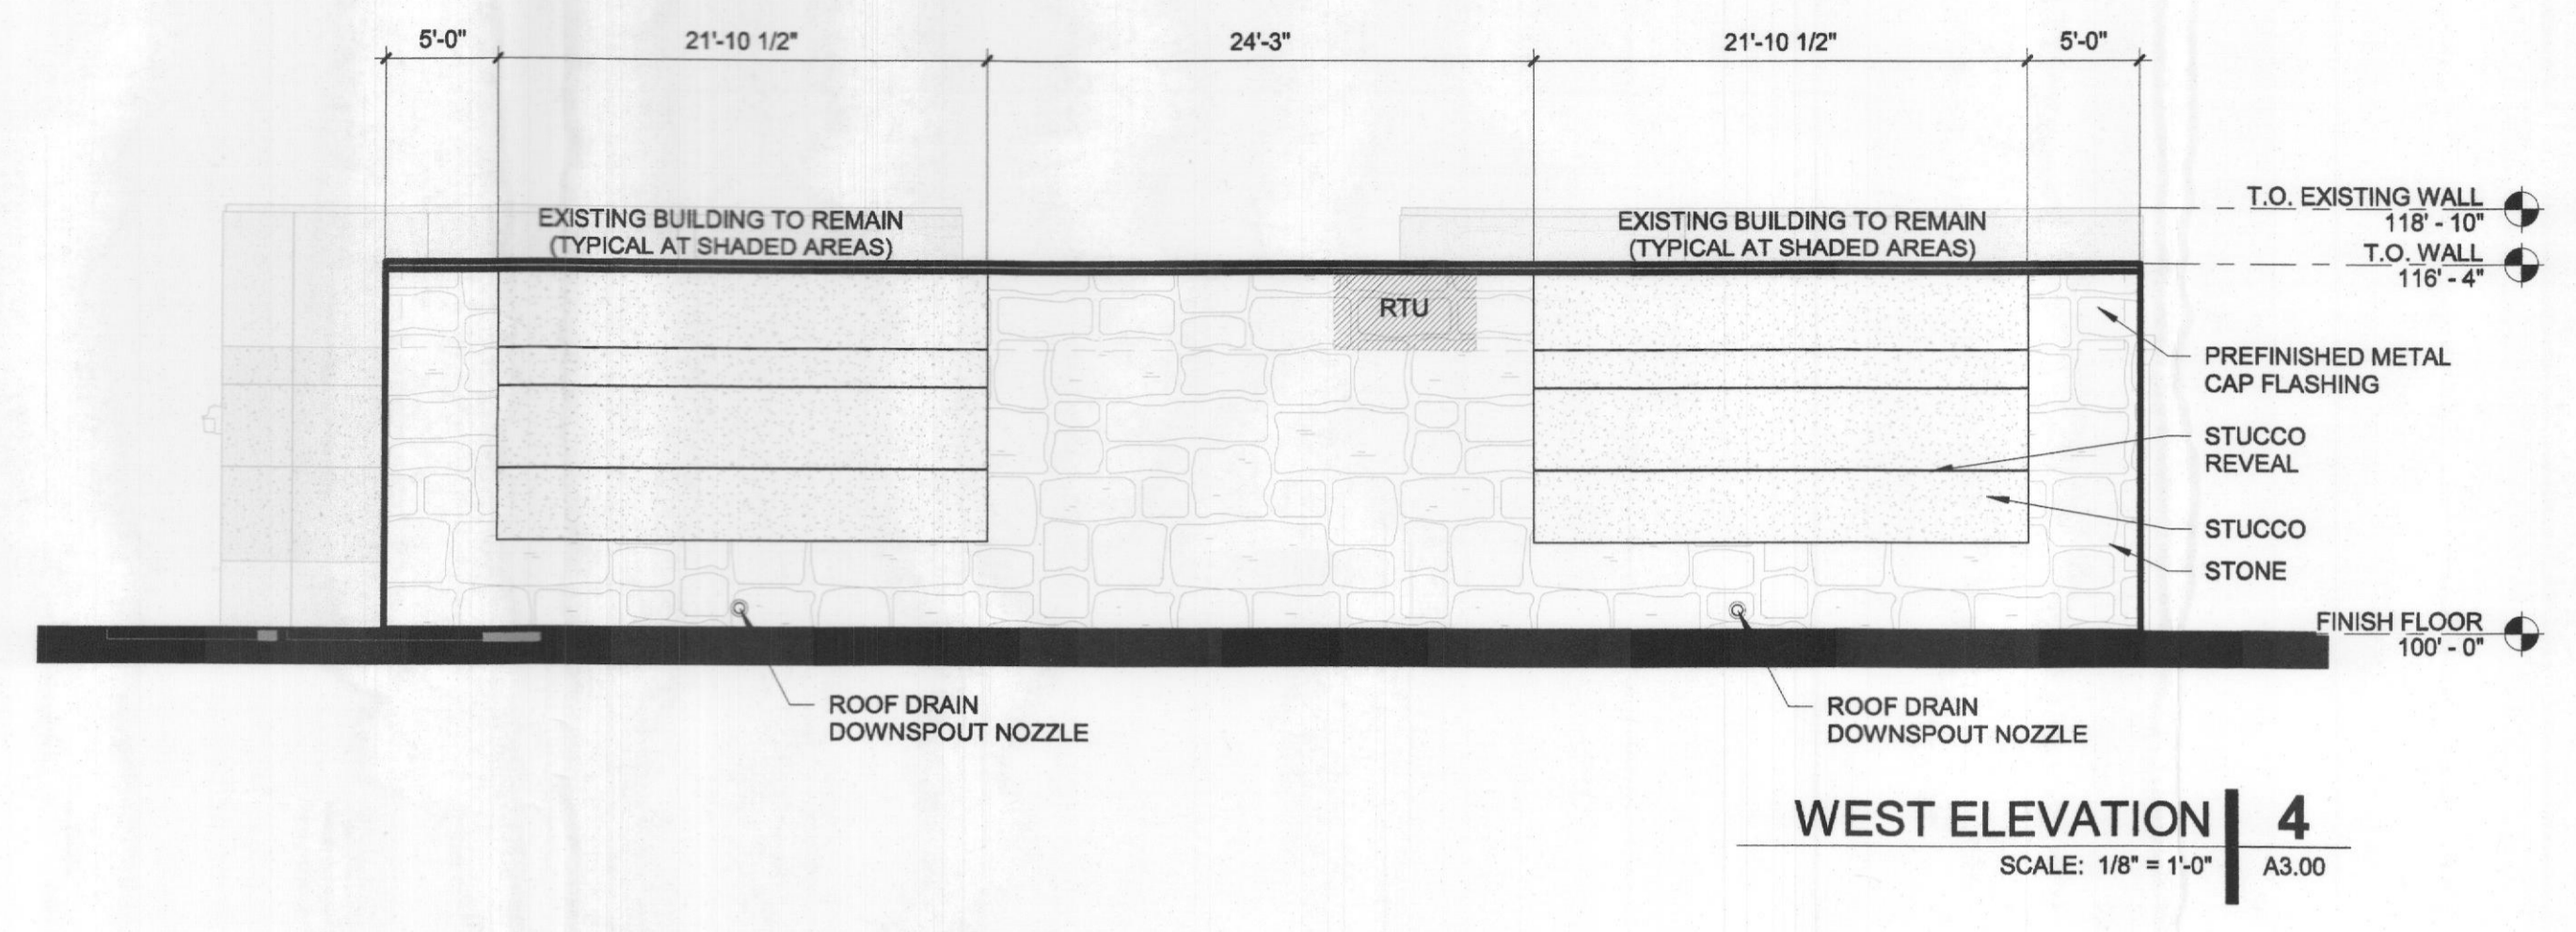 5'-0"
21'-10 1/2"
24'-3"
21'-10 1/2"
5'-0"
EXISTING BUILDING TO REMAIN
(TYPICAL AT SHADED AREAS)
EXISTING BUILDING TO REMAIN
(TYPICAL AT SHADED AREAS)
T.O. EXISTING WALL
118' - 10"
T.O. WALL
116' - 4"
RTU
PREFINISHED METAL
CAP FLASHING
STUCCO
REVEAL
STUCCO
STONE
FINISH FLOOR
100' - 0"
ROOF DRAIN
DOWNSPOUT NOZZLE
ROOF DRAIN
DOWNSPOUT NOZZLE
WEST ELEVATION
4
SCALE: 1/8" = 1'-0"
A3.00